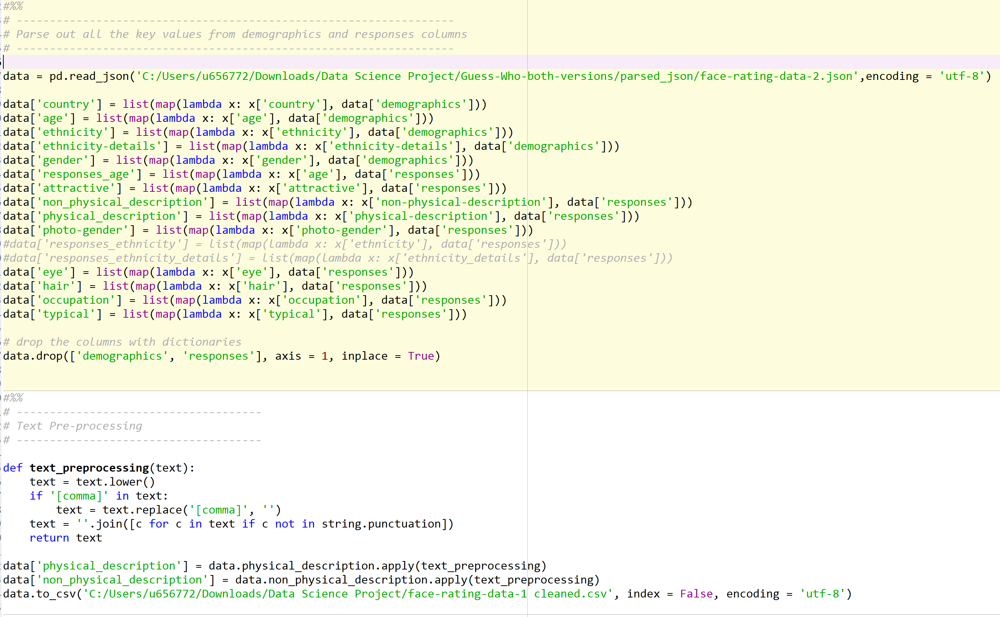 #%%
# ------------------------------------------------------------------
# Parse out all the key values from demographics and responses columns
# ------------------------------------------------------------------
data = pd.read_json('C:/Users/u656772/Downloads/Data Science Project/Guess-Who-both-versions/parsed_json/face-rating-data-2.json',encoding = 'utf-8')
data['country'] = list(map(lambda x: x['country'], data['demographics']))
data['age'] = list(map(lambda x: x['age'], data['demographics']))
data['ethnicity'] = list(map(lambda x: x['ethnicity'], data['demographics']))
data['ethnicity-details'] = list(map(lambda x: x['ethnicity-details'], data['demographics']))
data['gender'] = list(map(lambda x: x['gender'], data['demographics']))
data['responses_age'] = list(map(lambda x: x['age'], data['responses']))
data['attractive'] = list(map(lambda x: x['attractive'], data['responses']))
data['non_physical_description'] = list(map(lambda x: x['non-physical-description'], data['responses']))
data['physical_description'] = list(map(lambda x: x['physical-description'], data['responses']))
data['photo-gender'] = list(map(lambda x: x['photo-gender'], data['responses']))
#data['responses_ethnicity'] = list(map(lambda x: x['ethnicity'], data['responses']))
#data['responses_ethnicity_details'] = list(map(lambda x: x['ethnicity_details'], data['responses']))
data['eye'] = list(map(lambda x: x['eye'], data['responses']))
data['hair'] = list(map(lambda x: x['hair'], data['responses']))
data['occupation'] = list(map(lambda x: x['occupation'], data['responses']))
data['typical'] = list(map(lambda x: x['typical'], data['responses']))
# drop the columns with dictionaries
data.drop(['demographics', 'responses'], axis = 1, inplace = True)
#%%
# -------------------------------------
# Text Pre-processing
# -------------------------------------
def text_preprocessing(text):
    text = text.lower()
    if '[comma]' in text:
        text = text.replace('[comma]', '')
    text = ''.join([c for c in text if c not in string.punctuation])
    return text
data['physical_description'] = data.physical_description.apply(text_preprocessing)
data['non_physical_description'] = data.non_physical_description.apply(text_preprocessing)
data.to_csv('C:/Users/u656772/Downloads/Data Science Project/face-rating-data-1 cleaned.csv', index = False, encoding = 'utf-8')